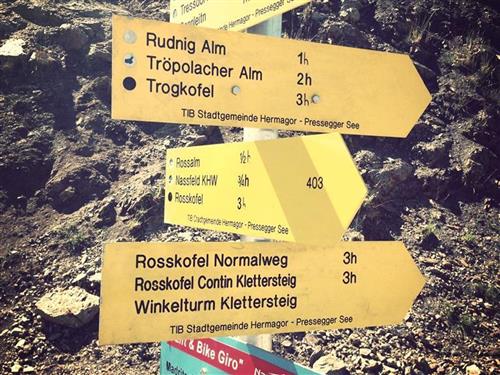 Rudnig Alm 1h
Tröpolacher Alm 2h
Trogkofel 3h
TIB Stadtgemeinde Hermagor - Pressegger See
Rossalm ½h
Nassfeld KHW ¾h 403
Rosskofel 3h
TIB Stadtgemeinde Hermagor - Pressegger See
Rosskofel Normalweg 3h
Rosskofel Contin Klettersteig 3h
Winkelturm Klettersteig
TIB Stadtgemeinde Hermagor - Pressegger See
& Bike Giro"